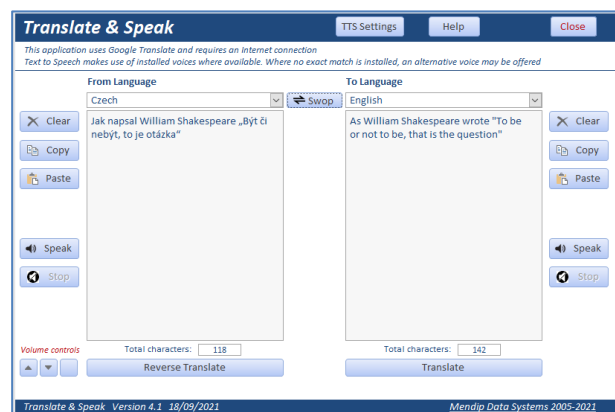 Translate & Speak
TTS Settings
Help
Close
This application uses Google Translate and requires an Internet connection
Text to Speech makes use of installed voices where available. Where no exact match is installed, an alternative voice may be offered
From Language
To Language
Czech
Swop
English
Clear
Copy
Paste
Speak
Stop
Jak napsal William Shakespeare „Být či
nebýt, to je otázka“
As William Shakespeare wrote "To be
or not to be, that is the question"
Clear
Copy
Paste
Speak
Stop
Volume controls
Total characters: 118
Total characters: 142
Reverse Translate
Translate
Translate & Speak Version 4.1 18/09/2021
Mendip Data Systems 2005-2021